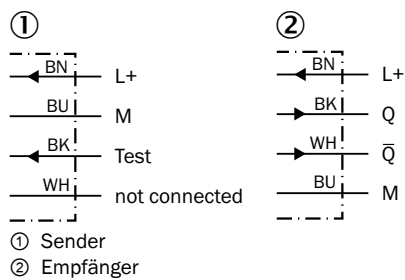 ①
BN L+
BU M
BK Test
WH not connected
②
BN L+
BK Q
WH Q̅
BU M
① Sender
② Empfänger